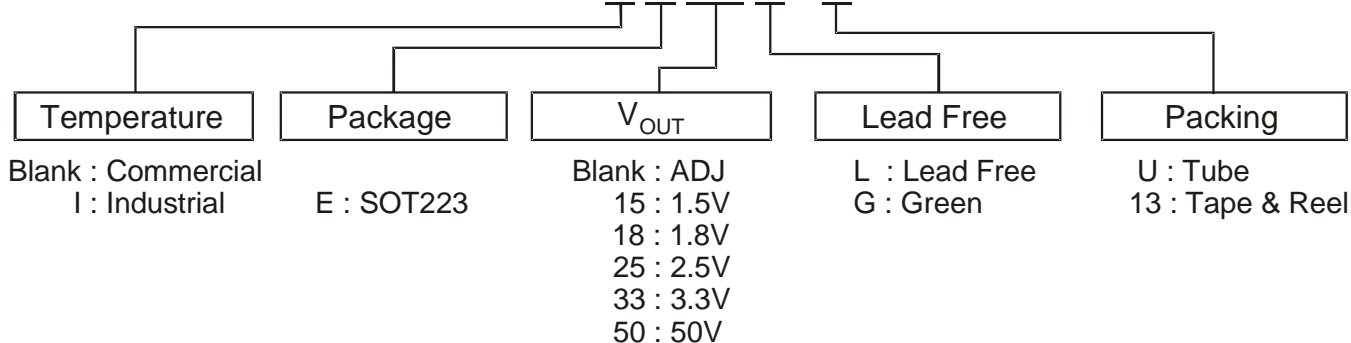 Temperature Package V_OUT Lead Free Packing
Blank : Commercial Blank : ADJ L : Lead Free U : Tube
I : Industrial E : SOT223 15 : 1.5V G : Green 13 : Tape & Reel
18 : 1.8V
25 : 2.5V
33 : 3.3V
50 : 50V